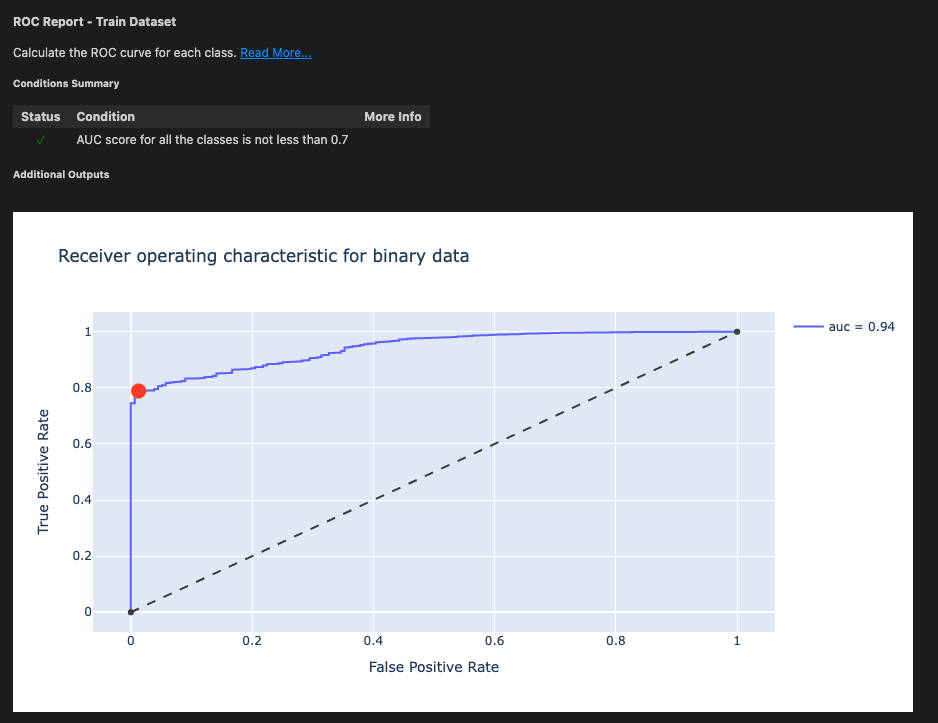 ROC Report - Train Dataset
Calculate the ROC curve for each class. Read More...
Conditions Summary
Status Condition More Info
✓ AUC score for all the classes is not less than 0.7
Additional Outputs
Receiver operating characteristic for binary data
auc = 0.94
True Positive Rate
1
0.8
0.6
0.4
0.2
0
0 0.2 0.4 0.6 0.8 1
False Positive Rate